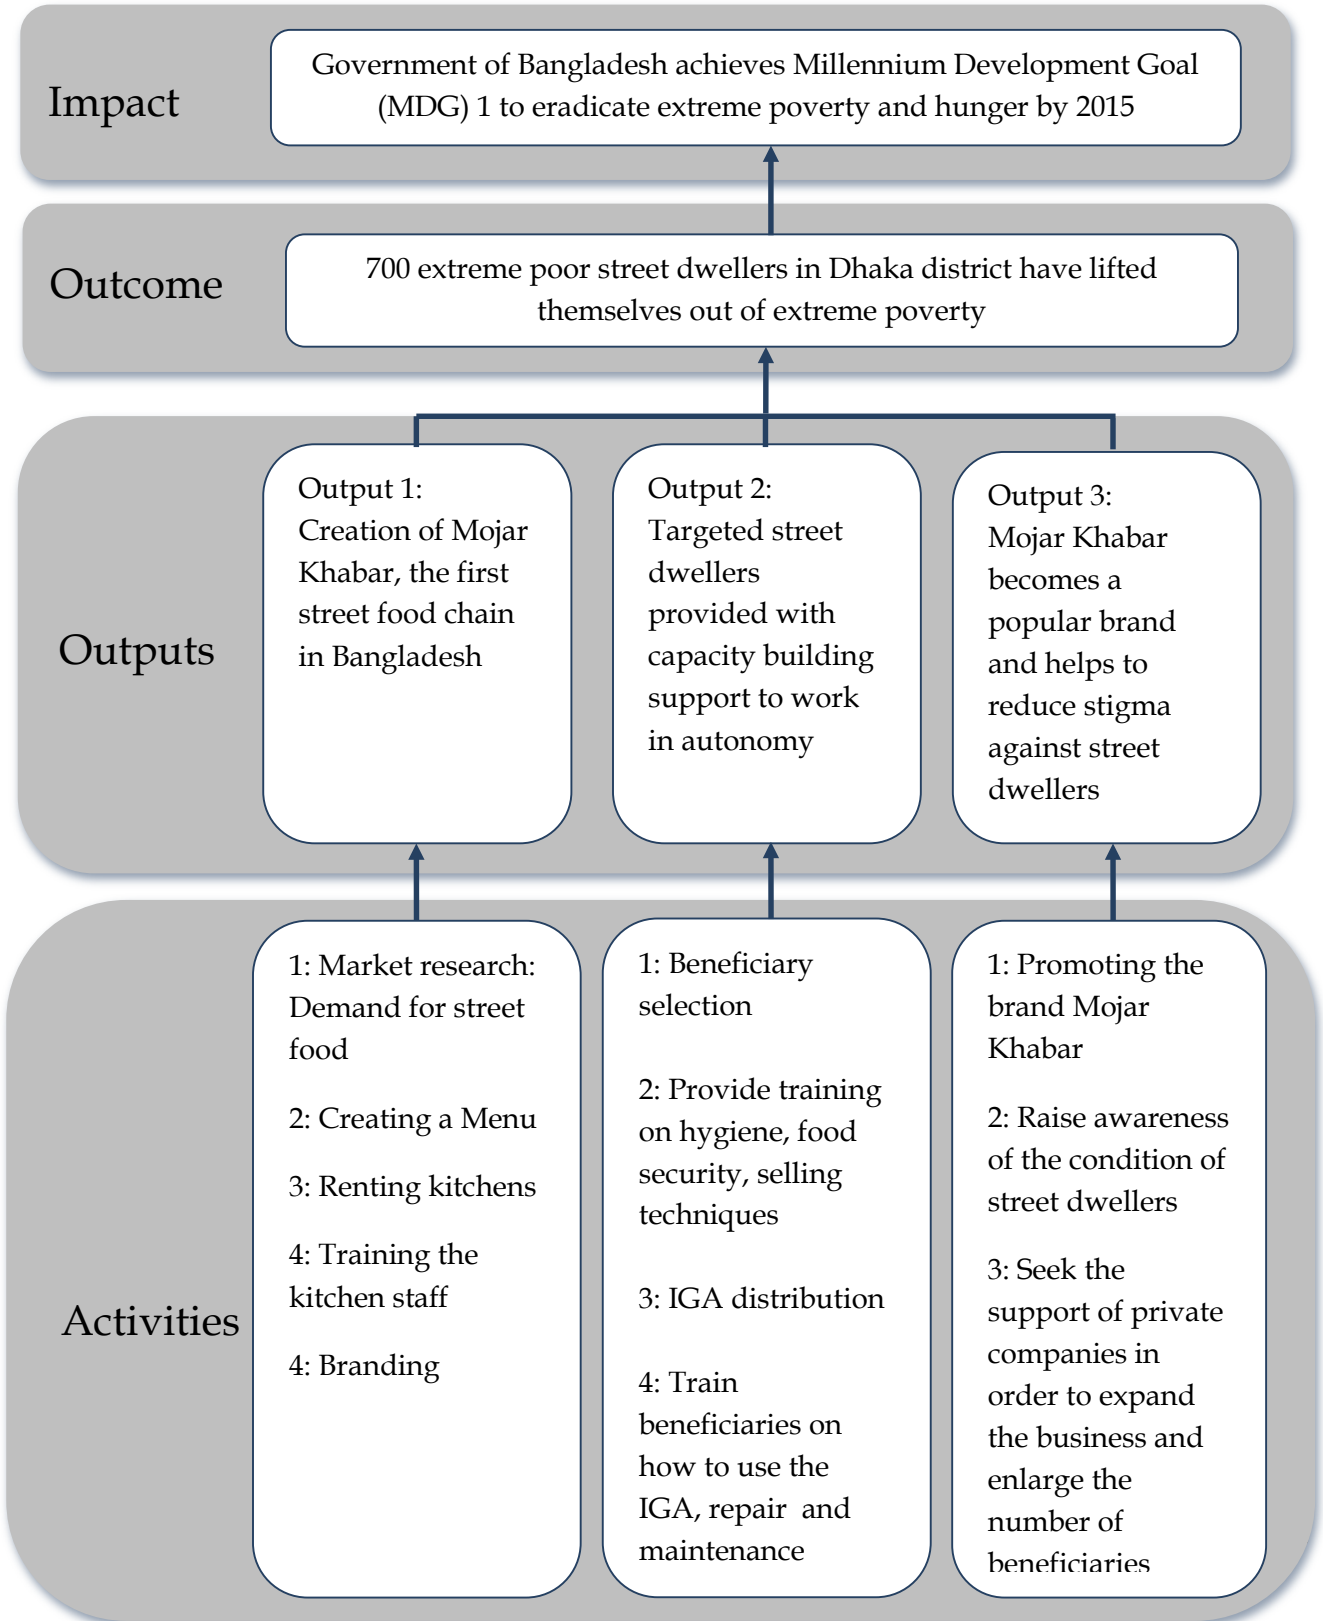 Impact
Government of Bangladesh achieves Millennium Development Goal
(MDG) 1 to eradicate extreme poverty and hunger by 2015
Outcome
700 extreme poor street dwellers in Dhaka district have lifted
themselves out of extreme poverty
Outputs
Output 1:
Creation of Mojar
Khabar, the first
street food chain
in Bangladesh
Output 2:
Targeted street
dwellers
provided with
capacity building
support to work
in autonomy
Output 3:
Mojar Khabar
becomes a
popular brand
and helps to
reduce stigma
against street
dwellers
Activities
1: Market research:
Demand for street
food
2: Creating a Menu
3: Renting kitchens
4: Training the
kitchen staff
4: Branding
1: Beneficiary
selection
2: Provide training
on hygiene, food
security, selling
techniques
3: IGA distribution
4: Train
beneficiaries on
how to use the
IGA, repair  and
maintenance
1: Promoting the
brand Mojar
Khabar
2: Raise awareness
of the condition of
street dwellers
3: Seek the
support of private
companies in
order to expand
the business and
enlarge the
number of
beneficiaries